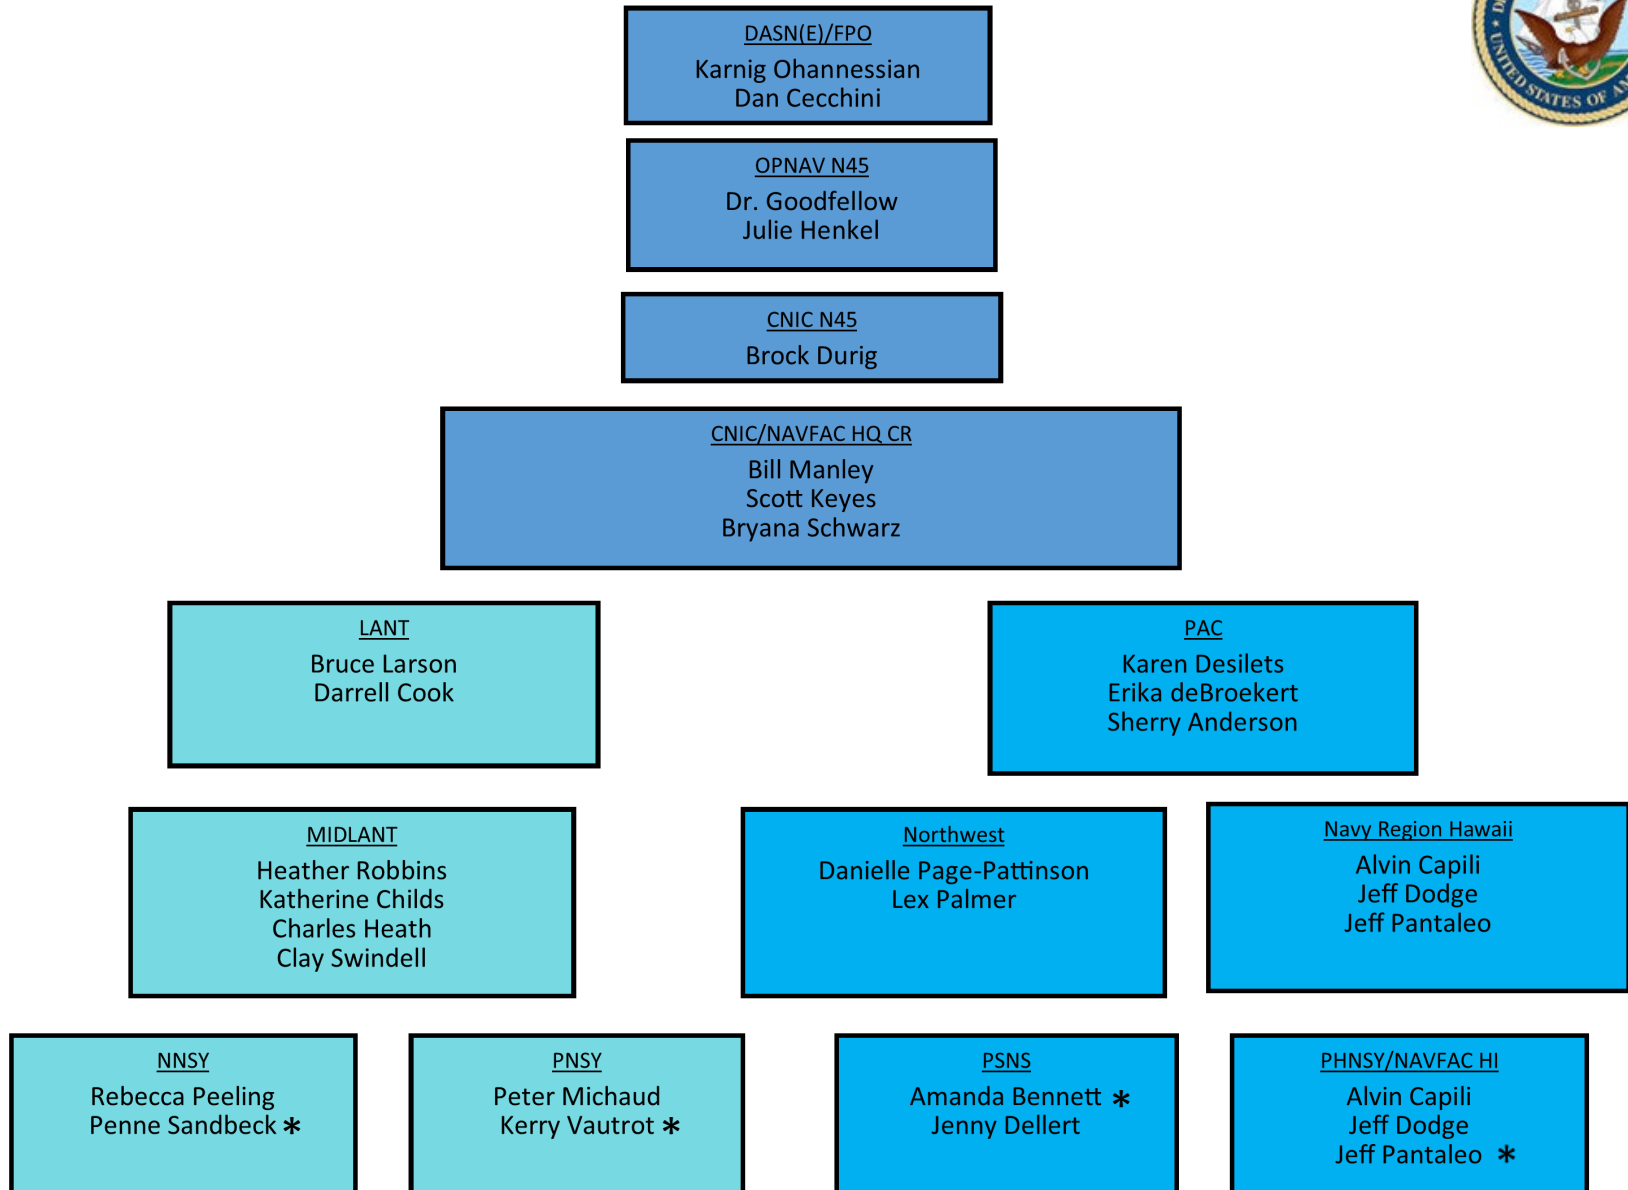 DASN(E)/FPO
Karnig Ohannessian
Dan Cecchini
UNITED STATES OF
OPNAV N45
Dr. Goodfellow
Julie Henkel
CNIC N45
Brock Durig
CNIC/NAVFAC HQ CR
Bill Manley
Scott Keyes
Bryana Schwarz
LANT
Bruce Larson
Darrell Cook
PAC
Karen Desilets
Erika deBroekert
Sherry Anderson
MIDLANT
Heather Robbins
Katherine Childs
Charles Heath
Clay Swindell
Northwest
Danielle Page-Pattinson
Lex Palmer
Navy Region Hawaii
Alvin Capili
Jeff Dodge
Jeff Pantaleo
NNSY
Rebecca Peeling
Penne Sandbeck *
PNSY
Peter Michaud
Kerry Vautrot *
PSNS
Amanda Bennett *
Jenny Dellert
PHNSY/NAVFAC HI
Alvin Capili
Jeff Dodge
Jeff Pantaleo *